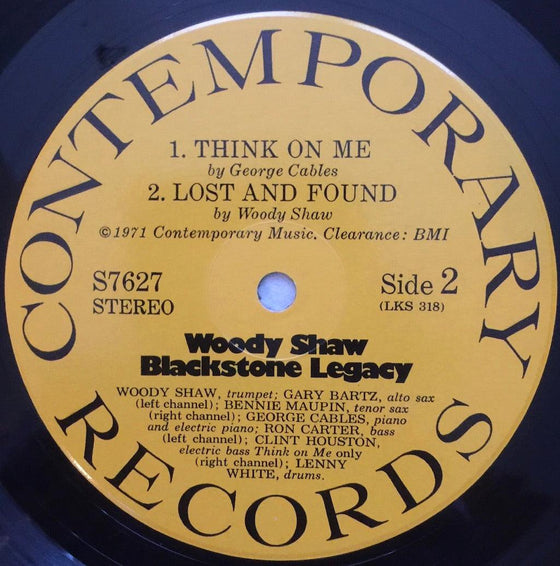 CONTEMPORARY
1. THINK ON ME
by George Cables
2. LOST AND FOUND
by Woody Shaw
©1971 Contemporary Music. Clearance: BMI
S7627
STEREO
Side 2
(LKS 318)
Woody Shaw
Blackstone Legacy
WOODY SHAW, trumpet; GARY BARTZ, alto sax
(left channel); BENNIE MAUPIN, tenor sax
(right channel); GEORGE CABLES, piano
and electric piano; RON CARTER, bass
(left channel); CLINT HOUSTON,
electric bass Think on Me only
(right channel); LENNY
WHITE, drums.
RECORDS